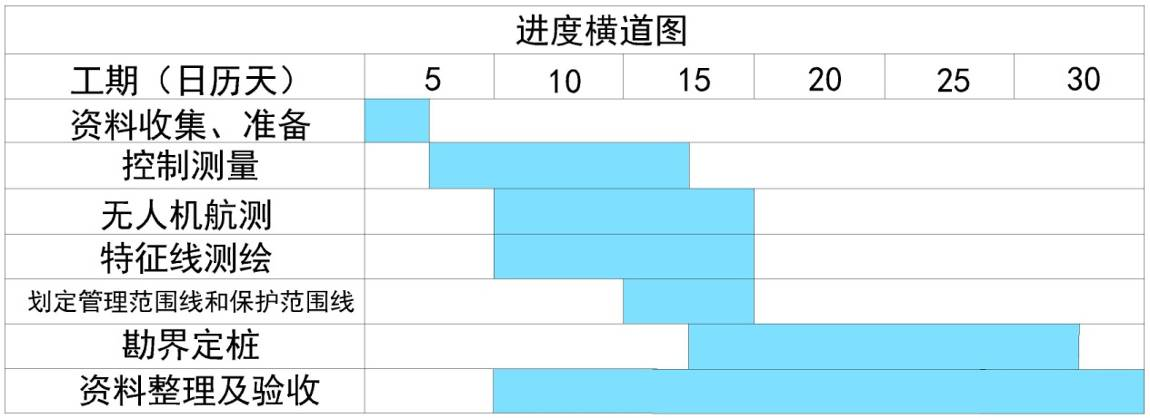 进度横道图
工期（日历天） 5 10 15 20 25 30
资料收集、准备
控制测量
无人机航测
特征线测绘
划定管理范围线和保护范围线
勘界定桩
资料整理及验收